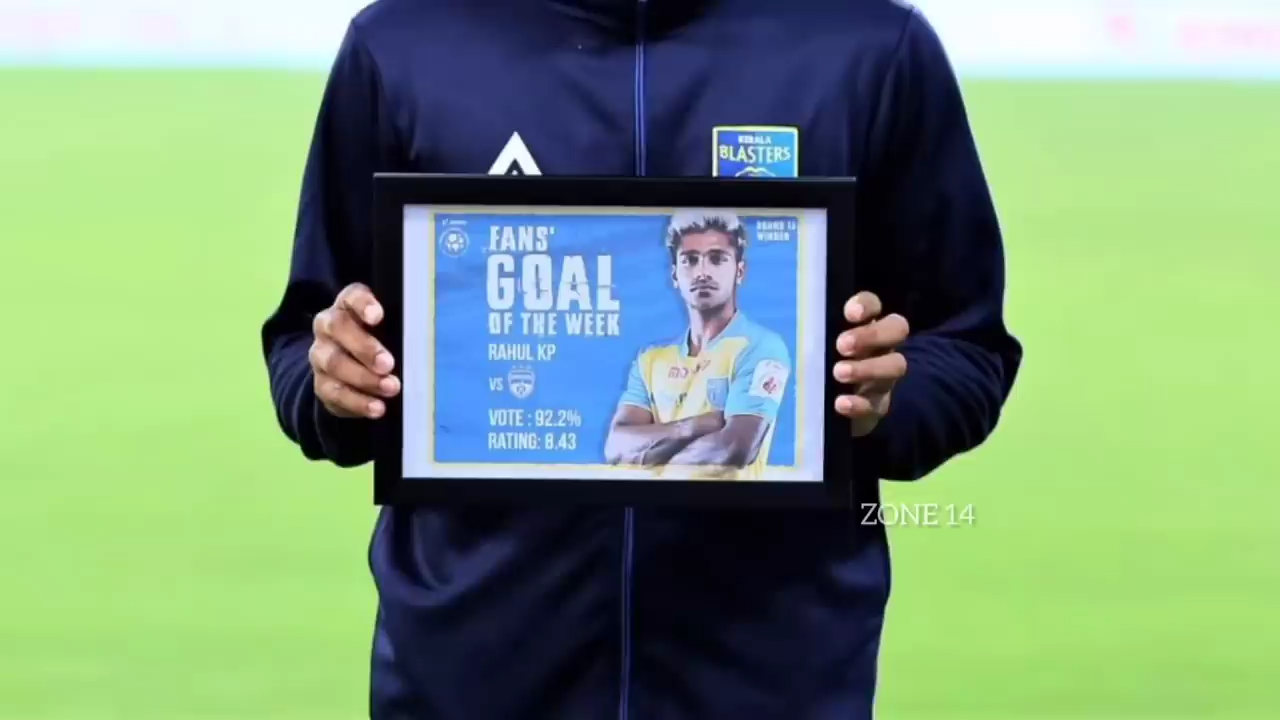 KERALA
BLASTERS
FANS'
GOAL
OF THE WEEK
ROUND 13
WINNER
RAHUL KP
VS
VOTE : 92.2%
RATING: 8.43
ZONE 14